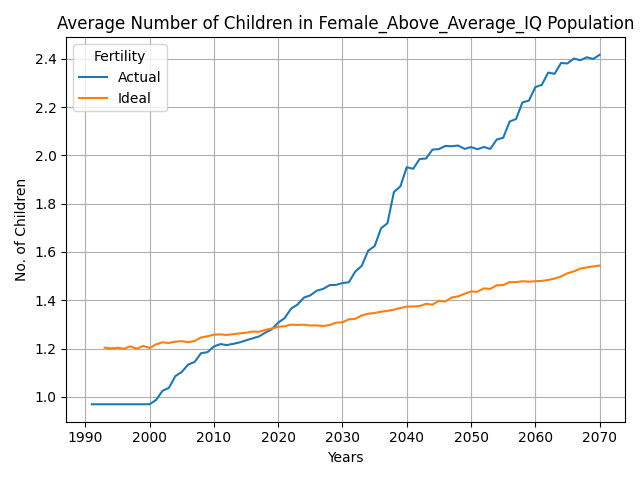 Average Number of Children in Female_Above_Average_IQ Population
Fertility
Actual
Ideal
No. of Children
2.4
2.2
2.0
1.8
1.6
1.4
1.2
1.0
1990 2000 2010 2020 2030 2040 2050 2060 2070
Years